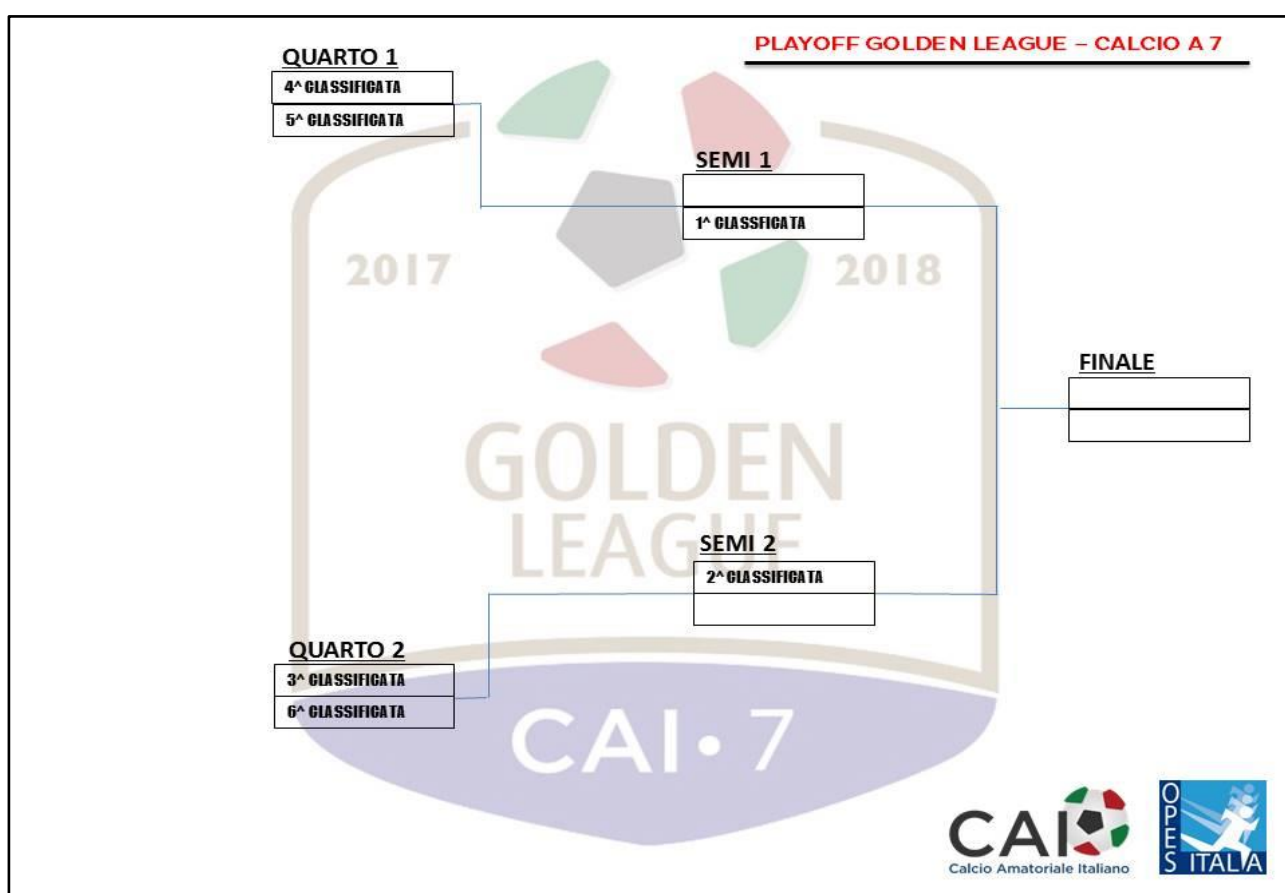 PLAYOFF GOLDEN LEAGUE – CALCIO A 7
QUARTO 1
4^ CLASSIFICATA
5^ CLASSIFICATA
SEMI 1
1^ CLASSFICATA
2017
2018
FINALE
GOLDEN
LEAGUE
SEMI 2
2^ CLASSIFICATA
QUARTO 2
3^ CLASSIFICATA
6^ CLASSIFICATA
CAI • 7
CAI
Calcio Amatoriale Italiano
OPES
ITALIA